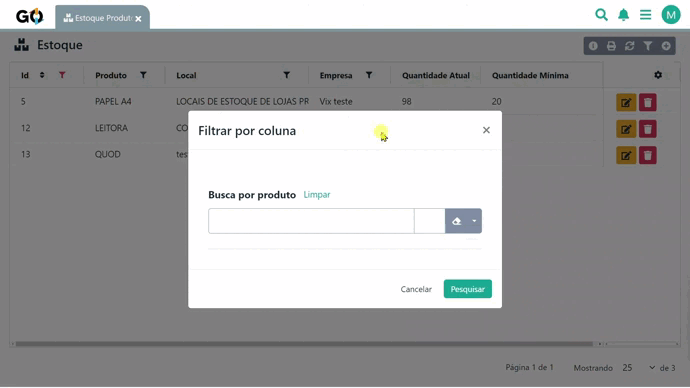 GO
Estoque Produt
M
Estoque
Id Produto Local Empresa Quantidade Atual Quantidade Mínima
5 PAPEL A4 LOCAIS DE ESTOQUE DE LOJAS PR Vix teste 98 20
12 LEITORA CO
13 QUOD tes
Filtrar por coluna
Busca por produto Limpar
Cancelar Pesquisar
Página 1 de 1 Mostrando 25 de 3